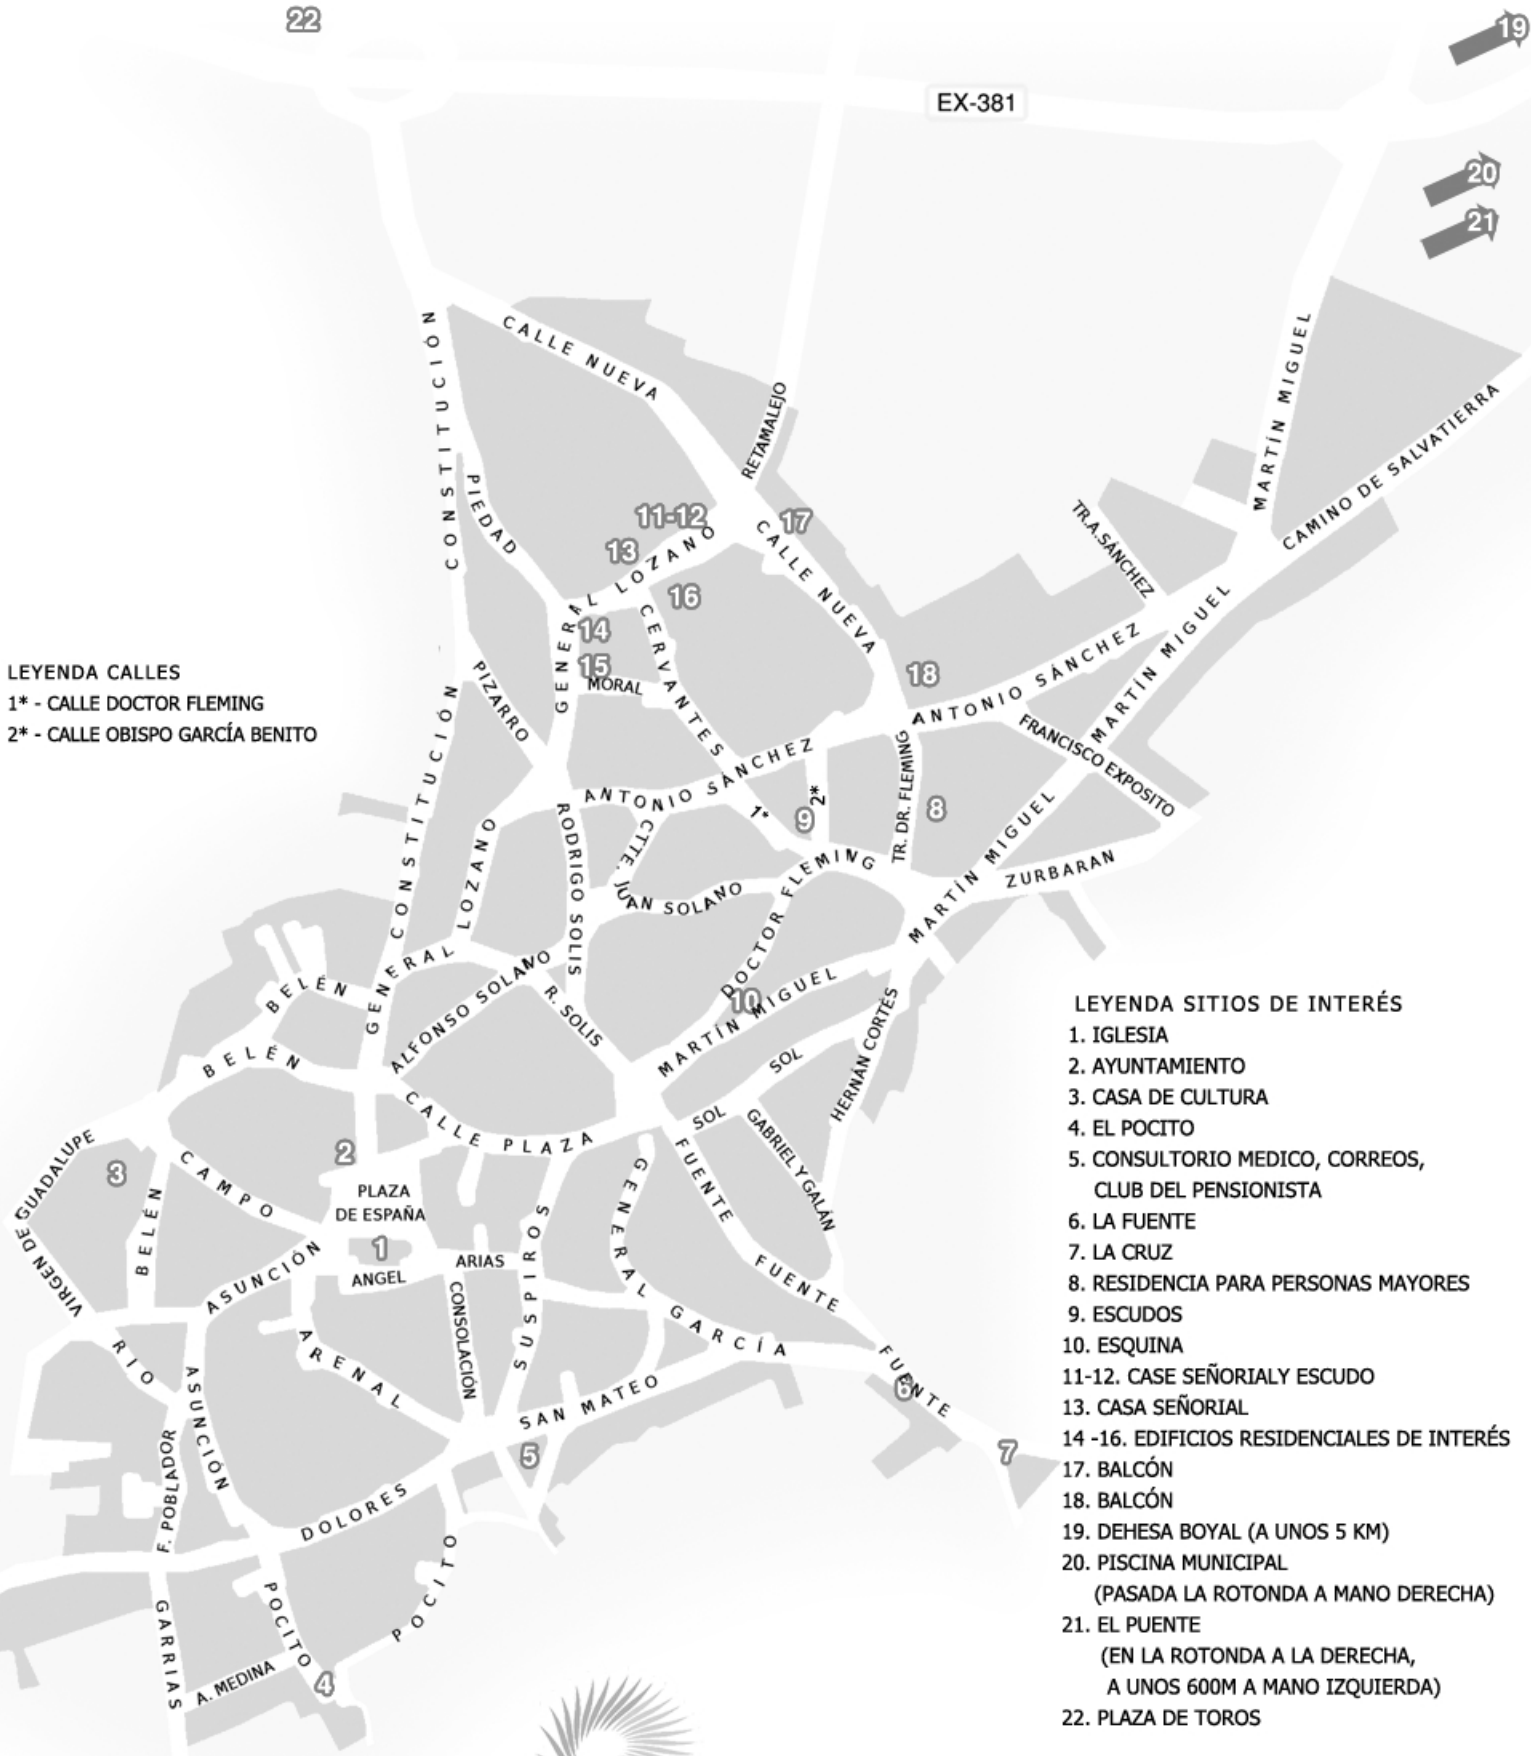 22
19
EX-381
20
21
CONSTITUCIÓN
CALLE NUEVA
MARTÍN MIGUEL
RETAMALEJO
CAMINO DE SALVATIERRA
PIEDAD
11-12
17
TR.A.SÁNCHEZ
13
GENERAL LOZANO
CALLE NUEVA
16
CERVANTES
14
15
MORAL
18
ANTONIO SÁNCHEZ
MARTÍN MIGUEL
LEYENDA CALLES
1* - CALLE DOCTOR FLEMING
2* - CALLE OBISPO GARCÍA BENITO
PIZARRO
CONSTITUCIÓN
FRANCISCO EXPOSITO
ANTONIO SÁNCHEZ
TR. DR. FLEMING
1*
2*
9
8
RODRIGO SOLIS
CTTE. JUAN SOLANO
MARTÍN MIGUEL
ZURBARAN
GENERAL LOZANO
DOCTOR FLEMING
ALFONSO SOLANO
R. SOLIS
10
MARTÍN MIGUEL
BELÉN
BELÉN
SOL
HERNÁN CORTÉS
CALLE PLAZA
SOL
GABRIEL Y GALÁN
VIRGEN DE GUADALUPE
3
2
CAMPO
BELÉN
PLAZA
DE ESPAÑA
1
ANGEL
ARIAS
CONSOLACIÓN
SUSPIROS
GENERAL GARCÍA
FUENTE
FUENTE
FUENTE
ASUNCIÓN
RIO
ARENAL
ASUNCIÓN
SAN MATEO
6
5
7
F. POBLADOR
DOLORES
POCITO
POCITO
GARRIAS
A. MEDINA
4
LEYENDA SITIOS DE INTERÉS
1. IGLESIA
2. AYUNTAMIENTO
3. CASA DE CULTURA
4. EL POCITO
5. CONSULTORIO MEDICO, CORREOS,
CLUB DEL PENSIONISTA
6. LA FUENTE
7. LA CRUZ
8. RESIDENCIA PARA PERSONAS MAYORES
9. ESCUDOS
10. ESQUINA
11-12. CASE SEÑORIALY ESCUDO
13. CASA SEÑORIAL
14 -16. EDIFICIOS RESIDENCIALES DE INTERÉS
17. BALCÓN
18. BALCÓN
19. DEHESA BOYAL (A UNOS 5 KM)
20. PISCINA MUNICIPAL
(PASADA LA ROTONDA A MANO DERECHA)
21. EL PUENTE
(EN LA ROTONDA A LA DERECHA,
A UNOS 600M A MANO IZQUIERDA)
22. PLAZA DE TOROS